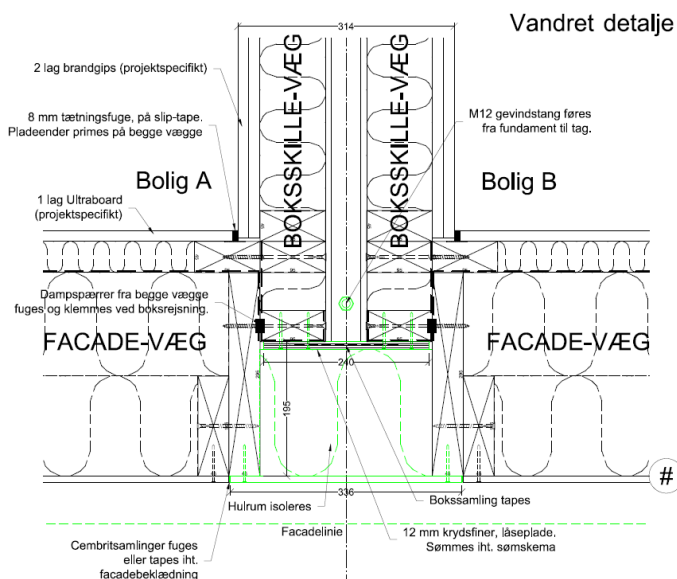 Vandret detalje
314
2 lag brandgips (projektspecifikt)
BOKSSKILLE-VÆG
BOKSSKILLE-VÆG
8 mm tætningsfuge, på slip-tape.
Pladeender primes på begge vægge
M12 gevindstang føres
fra fundament til tag.
Bolig A
Bolig B
1 lag Ultraboard
(projektspecifikt)
Dampspærrer fra begge vægge
fuges og klemmes ved boksrejsning.
FACADE-VÆG
FACADE-VÆG
240
195
#
336
Hulrum isoleres
Bokssamling tapes
Facadelinie
12 mm krydsfiner, låseplade.
Sømmes iht. sømskema
Cembritsamlinger fuges
eller tapes iht.
facadebeklædning